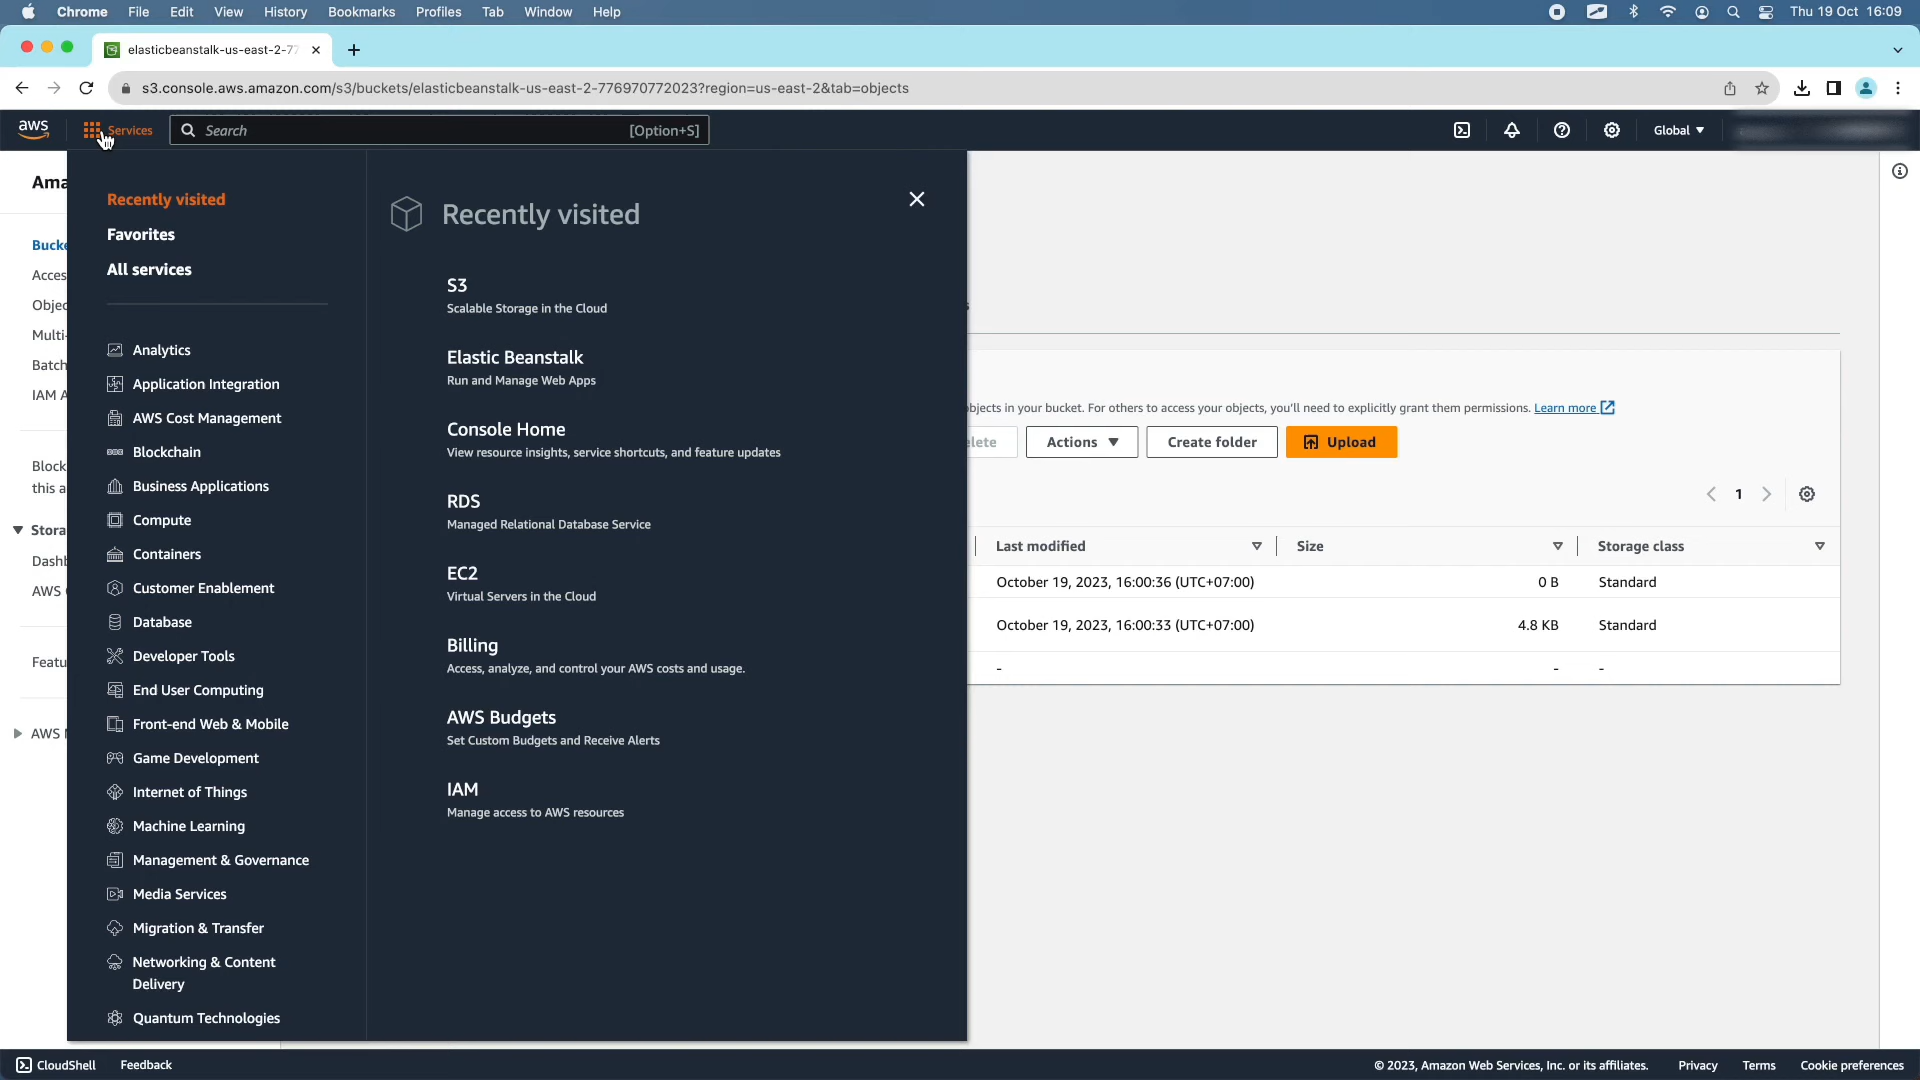 Chrome File Edit View History Bookmarks Profiles Tab Window Help
Thu 19 Oct 16:09
elasticbeanstalk-us-east-2-77
s3.console.aws.amazon.com/s3/buckets/elasticbeanstalk-us-east-2-776970772023?region=us-east-2&tab=objects
aws
Services
Search
[Option+S]
Global
Ama
Recently visited
Favorites
All services
Recently visited
Bucke
Acces
Objec
Multi-
Batch
IAM A
Block
this a
Stora
Dashb
AWS
Featu
AWS
Analytics
Application Integration
AWS Cost Management
Blockchain
Business Applications
Compute
Containers
Customer Enablement
Database
Developer Tools
End User Computing
Front-end Web & Mobile
Game Development
Internet of Things
Machine Learning
Management & Governance
Media Services
Migration & Transfer
Networking & Content
Delivery
Quantum Technologies
S3
Scalable Storage in the Cloud
Elastic Beanstalk
Run and Manage Web Apps
Console Home
View resource insights, service shortcuts, and feature updates
RDS
Managed Relational Database Service
EC2
Virtual Servers in the Cloud
Billing
Access, analyze, and control your AWS costs and usage.
AWS Budgets
Set Custom Budgets and Receive Alerts
IAM
Manage access to AWS resources
bjects in your bucket. For others to access your objects, you'll need to explicitly grant them permissions. Learn more
elete
Actions
Create folder
Upload
1
Last modified
Size
Storage class
October 19, 2023, 16:00:36 (UTC+07:00)
0 B
Standard
October 19, 2023, 16:00:33 (UTC+07:00)
4.8 KB
Standard
-
-
-
CloudShell
Feedback
© 2023, Amazon Web Services, Inc. or its affiliates.
Privacy
Terms
Cookie preferences